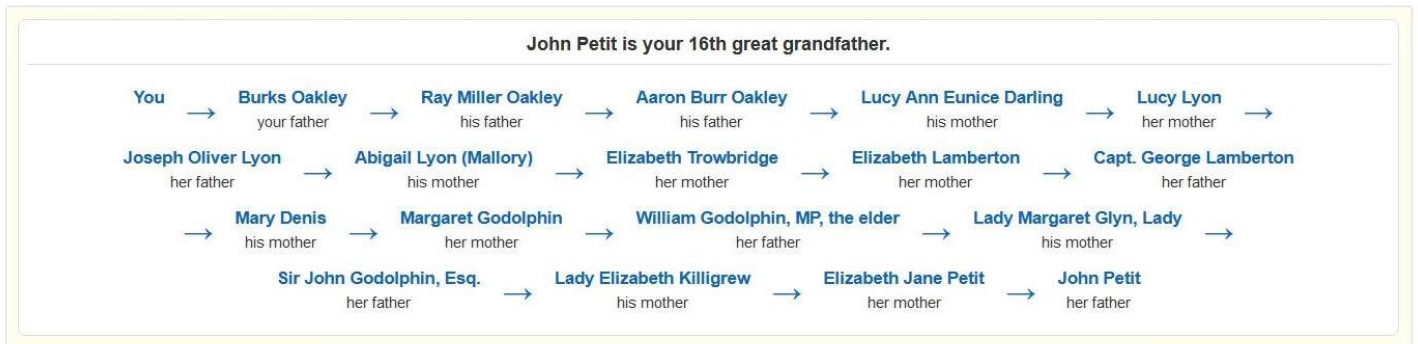 John Petit is your 16th great grandfather.
You → Burks Oakley → Ray Miller Oakley → Aaron Burr Oakley → Lucy Ann Eunice Darling → Lucy Lyon →
your father his father his father his mother her mother
Joseph Oliver Lyon → Abigail Lyon (Mallory) → Elizabeth Trowbridge → Elizabeth Lamberton → Capt. George Lamberton
her father his mother her mother her mother her father
→ Mary Denis → Margaret Godolphin → William Godolphin, MP, the elder → Lady Margaret Glyn, Lady →
his mother her mother her father his mother
Sir John Godolphin, Esq. → Lady Elizabeth Killigrew → Elizabeth Jane Petit → John Petit
her father his mother her mother her father